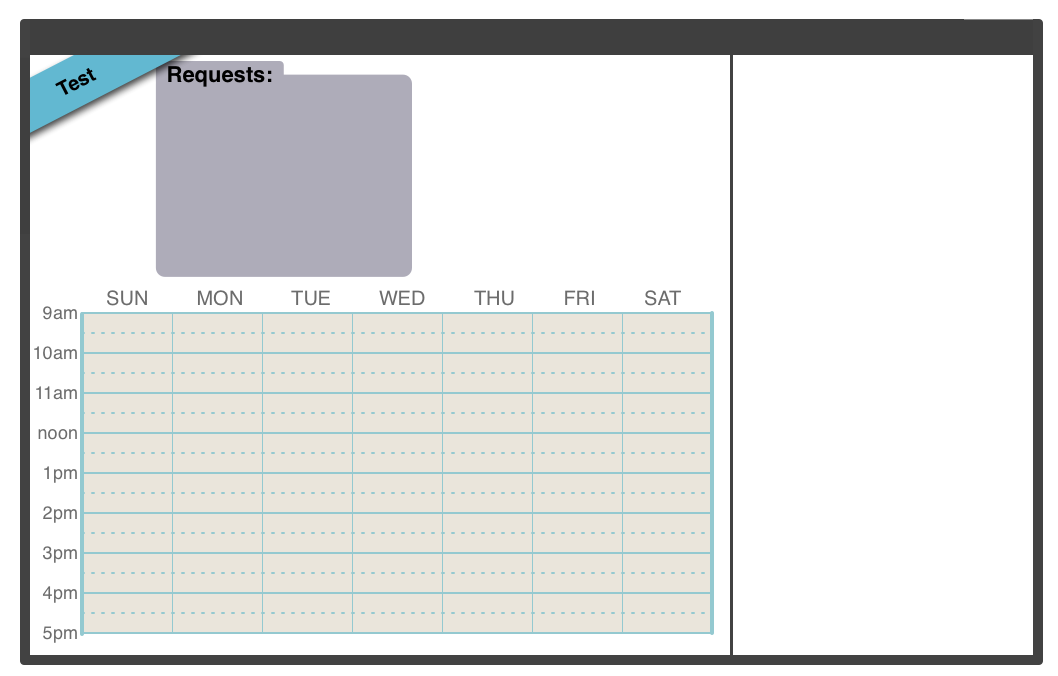 Test
Requests:
SUN MON TUE WED THU FRI SAT
9am
10am
11am
noon
1pm
2pm
3pm
4pm
5pm